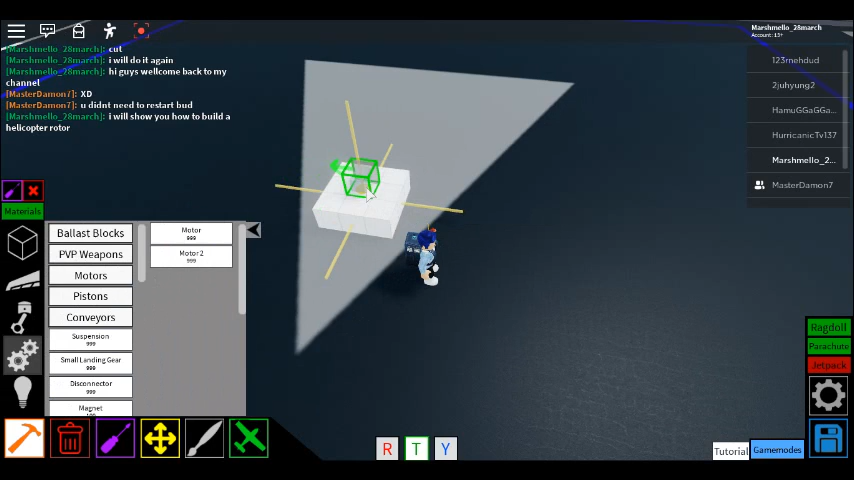 Marshmello_28march
Account: 13+
[Marshmello_28march]: cut
[Marshmello_28march]: i will do it again
[Marshmello_28march]: hi guys wellcome back to my
channel
[MasterDamon7]: XD
[MasterDamon7]: u didnt need to restart bud
[Marshmello_28march]: i will show you how to build a
helicopter rotor
123mehdud
2juhyung2
HamuGGaGGa...
HurricanicTv137
Marshmello_2...
MasterDamon7
Materials
Ballast Blocks
PVP Weapons
Motors
Pistons
Conveyors
Suspension
999
Small Landing Gear
999
Disconnector
999
Magnet
Motor
999
Motor 2
999
Ragdoll
Parachute
Jetpack
R T Y
Tutorial
Gamemodes